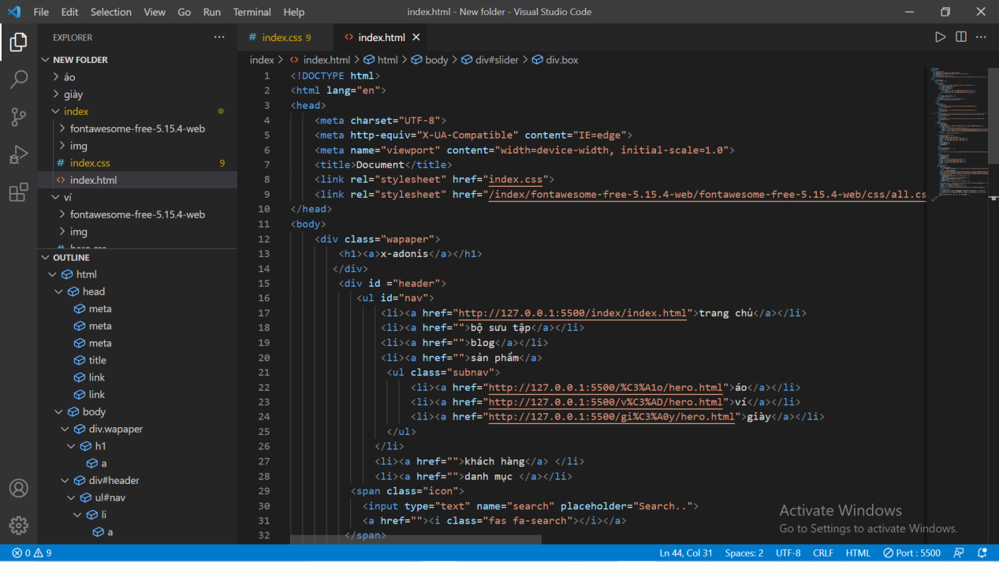 File Edit Selection View Go Run Terminal Help
index.html - New folder - Visual Studio Code
EXPLORER
NEW FOLDER
áo
giày
index
fontawesome-free-5.15.4-web
img
# index.css 9
<> index.html
ví
fontawesome-free-5.15.4-web
img
OUTLINE
html
head
meta
meta
meta
title
link
link
body
div.wapaper
h1
a
div#header
ul#nav
li
a
# index.css 9
<> index.html
index > <> index.html > html > body > div#slider > div.box
1 <!DOCTYPE html>
2 <html lang="en">
3 <head>
4 <meta charset="UTF-8">
5 <meta http-equiv="X-UA-Compatible" content="IE=edge">
6 <meta name="viewport" content="width=device-width, initial-scale=1.0">
7 <title>Document</title>
8 <link rel="stylesheet" href="index.css">
9 <link rel="stylesheet" href="/index/fontawesome-free-5.15.4-web/fontawesome-free-5.15.4-web/css/all.cs
10 </head>
11 <body>
12 <div class="wapaper">
13 <h1><a>x-adonis</a></h1>
14 </div>
15 <div id ="header">
16 <ul id="nav">
17 <li><a href="http://127.0.0.1:5500/index/index.html">trang chủ</a></li>
18 <li><a href="">bộ sưu tập</a></li>
19 <li><a href="">blog</a></li>
20 <li><a href="">sản phẩm</a>
21 <ul class="subnav">
22 <li><a href="http://127.0.0.1:5500/%C3%A1o/hero.html">áo</a></li>
23 <li><a href="http://127.0.0.1:5500/v%C3%AD/hero.html">ví</a></li>
24 <li><a href="http://127.0.0.1:5500/gi%C3%A0y/hero.html">giày</a></li>
25 </ul>
26 </li>
27 <li><a href="">khách hàng</a> </li>
28 <li><a href="">danh mục </a></li>
29 <span class="icon">
30 <input type="text" name="search" placeholder="Search..">
31 <a href=""><i class="fas fa-search"></i></a>
32 </span>
Activate Windows
Go to Settings to activate Windows.
0 9
Ln 44, Col 31 Spaces: 2 UTF-8 CRLF HTML Port : 5500